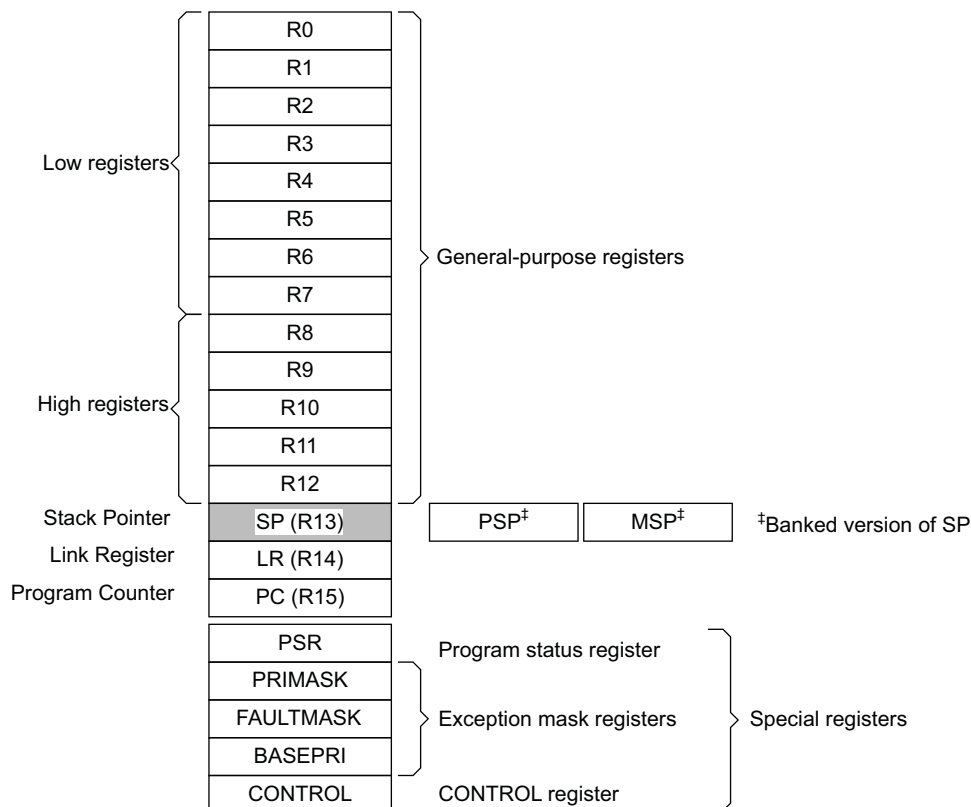 R0
R1
R2
R3
Low registers
R4
R5
R6
General-purpose registers
R7
R8
R9
High registers
R10
R11
R12
Stack Pointer SP (R13) PSP‡ MSP‡ ‡Banked version of SP
Link Register LR (R14)
Program Counter PC (R15)
PSR Program status register
PRIMASK
FAULTMASK Exception mask registers Special registers
BASEPRI
CONTROL CONTROL register